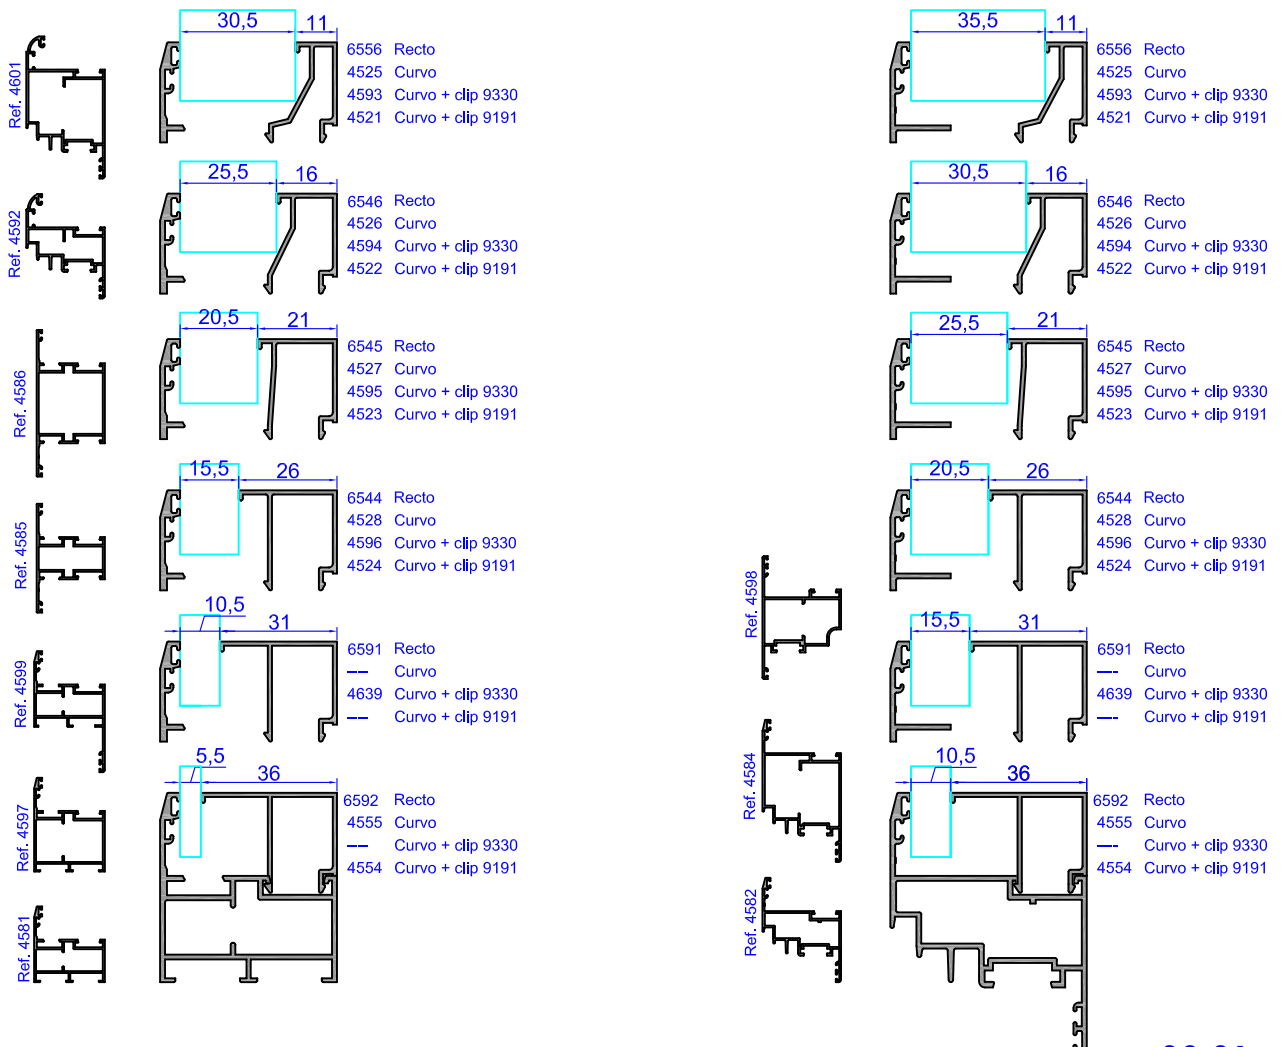 Ref. 4601
30,5 11
6556 Recto
4525 Curvo
4593 Curvo + clip 9330
4521 Curvo + clip 9191
Ref. 4592
25,5 16
6546 Recto
4526 Curvo
4594 Curvo + clip 9330
4522 Curvo + clip 9191
Ref. 4586
20,5 21
6545 Recto
4527 Curvo
4595 Curvo + clip 9330
4523 Curvo + clip 9191
Ref. 4585
15,5 26
6544 Recto
4528 Curvo
4596 Curvo + clip 9330
4524 Curvo + clip 9191
Ref. 4599
10,5 31
6591 Recto
--- Curvo
4639 Curvo + clip 9330
--- Curvo + clip 9191
Ref. 4597
5,5 36
6592 Recto
4555 Curvo
--- Curvo + clip 9330
4554 Curvo + clip 9191
Ref. 4581
35,5 11
6556 Recto
4525 Curvo
4593 Curvo + clip 9330
4521 Curvo + clip 9191
30,5 16
6546 Recto
4526 Curvo
4594 Curvo + clip 9330
4522 Curvo + clip 9191
25,5 21
6545 Recto
4527 Curvo
4595 Curvo + clip 9330
4523 Curvo + clip 9191
20,5 26
6544 Recto
4528 Curvo
4596 Curvo + clip 9330
4524 Curvo + clip 9191
Ref. 4598
15,5 31
6591 Recto
--- Curvo
4639 Curvo + clip 9330
--- Curvo + clip 9191
Ref. 4584
10,5 36
6592 Recto
4555 Curvo
--- Curvo + clip 9330
4554 Curvo + clip 9191
Ref. 4582